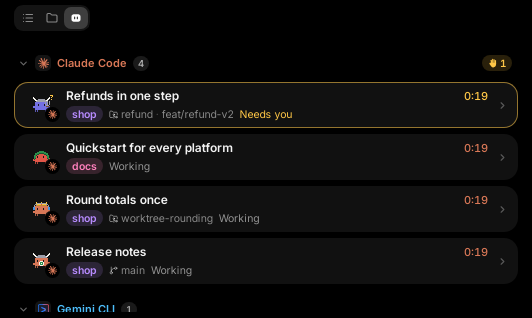 Claude Code 4 1
Refunds in one step 0:19
shop refund · feat/refund-v2 Needs you
Quickstart for every platform 0:19
docs Working
Round totals once 0:19
shop worktree-rounding Working
Release notes 0:19
shop main Working
Gemini CLI 1